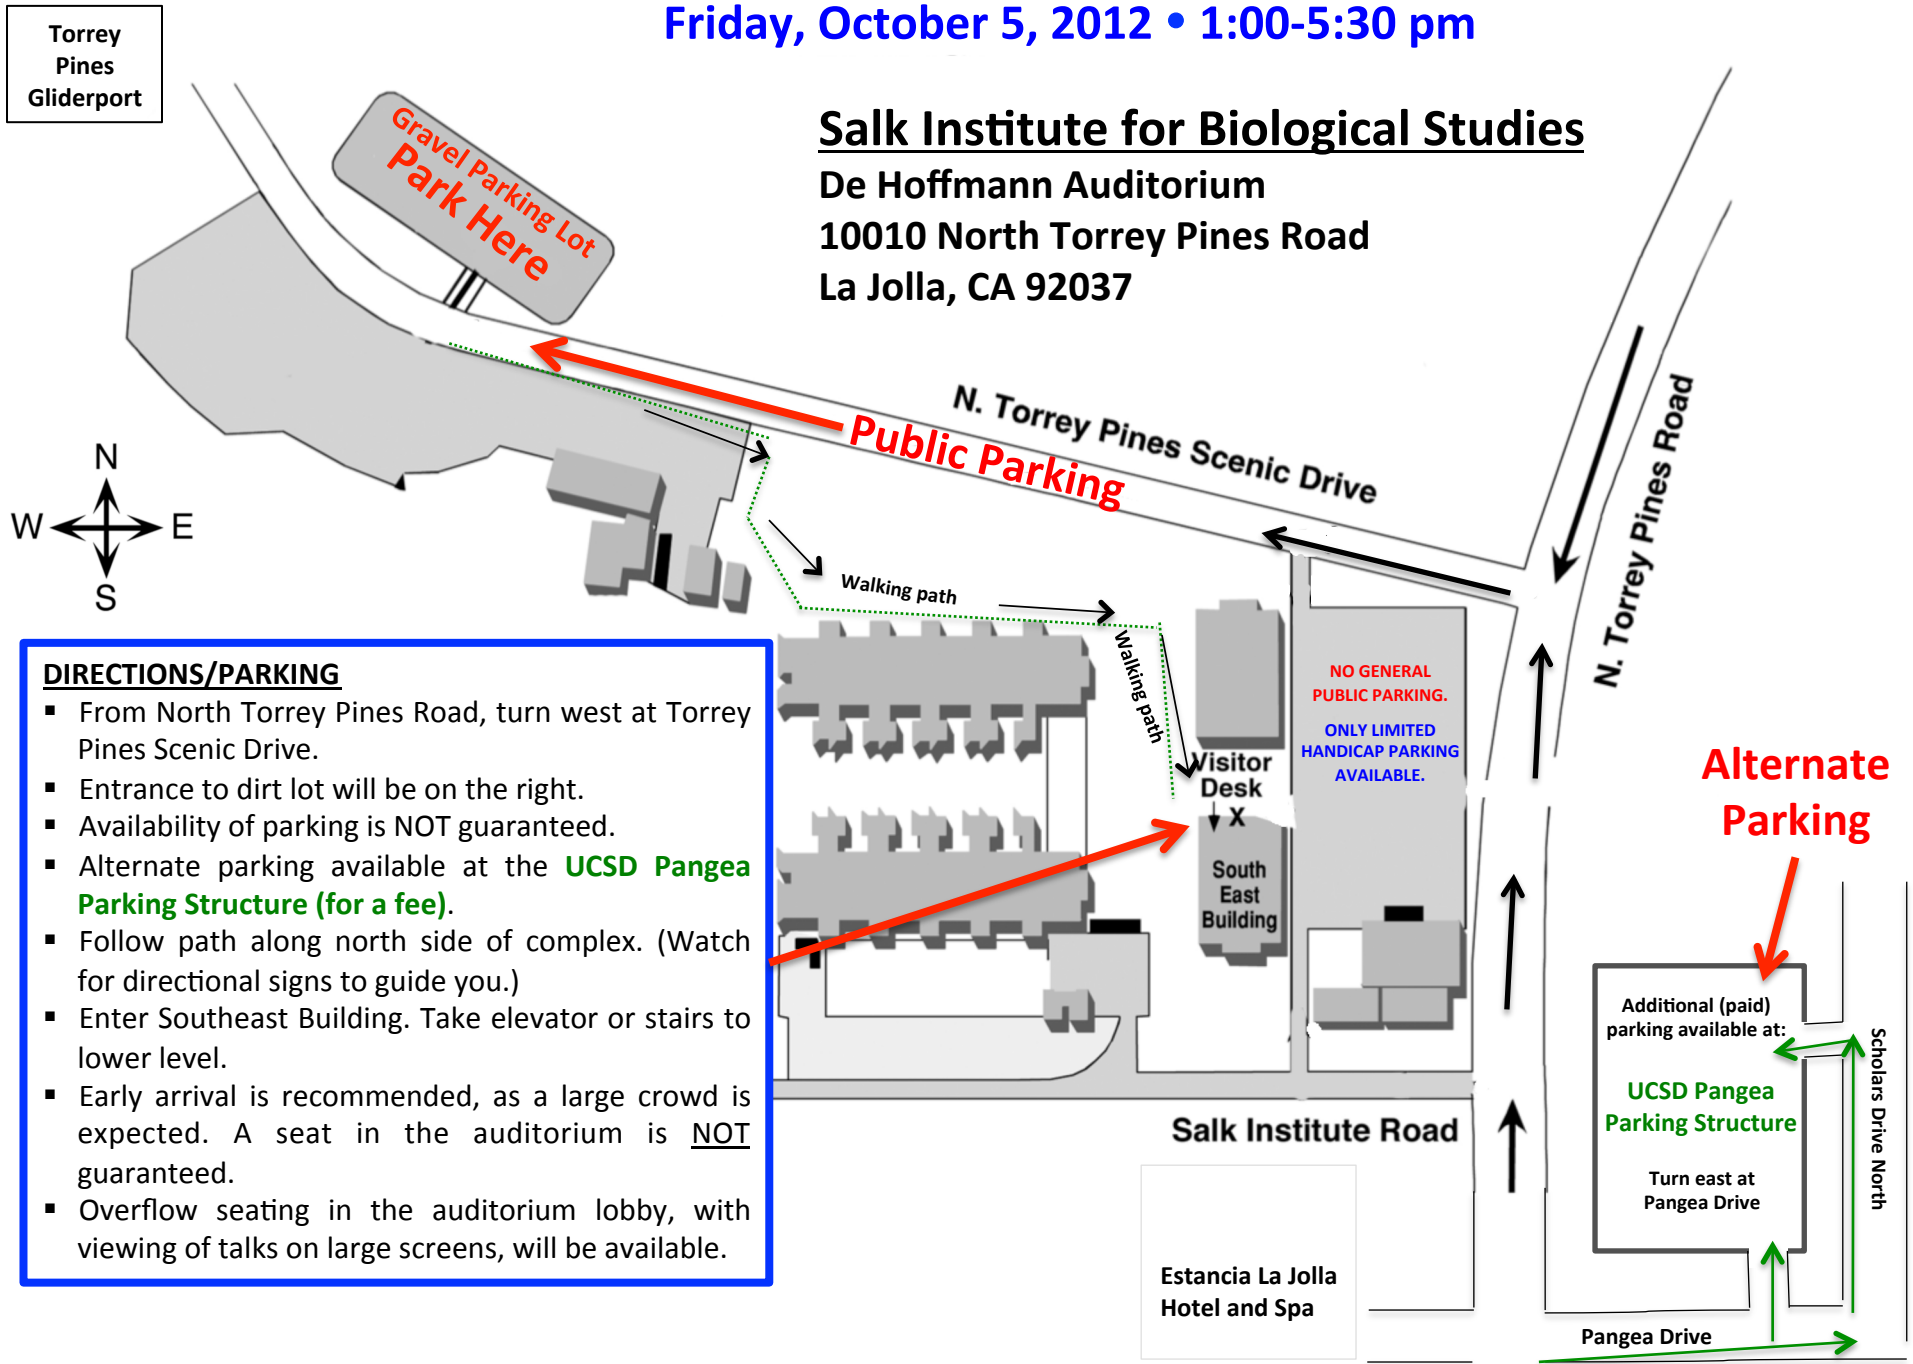 Friday, October 5, 2012 • 1:00-5:30 pm
Torrey
Pines
Gliderport
Salk Institute for Biological Studies
De Hoffmann Auditorium
10010 North Torrey Pines Road
La Jolla, CA 92037
Gravel Parking Lot
Park Here
N. Torrey Pines Scenic Drive
Public Parking
N. Torrey Pines Road
N
W
E
S
Walking path
Walking path
NO GENERAL
PUBLIC PARKING.
ONLY LIMITED
HANDICAP PARKING
AVAILABLE.
Visitor
Desk
X
South
East
Building
DIRECTIONS/PARKING
▪ From North Torrey Pines Road, turn west at Torrey
Pines Scenic Drive.
▪ Entrance to dirt lot will be on the right.
▪ Availability of parking is NOT guaranteed.
▪ Alternate parking available at the UCSD Pangea
Parking Structure (for a fee).
▪ Follow path along north side of complex. (Watch
for directional signs to guide you.)
▪ Enter Southeast Building. Take elevator or stairs to
lower level.
▪ Early arrival is recommended, as a large crowd is
expected. A seat in the auditorium is NOT
guaranteed.
▪ Overflow seating in the auditorium lobby, with
viewing of talks on large screens, will be available.
Alternate
Parking
Additional (paid)
parking available at:
UCSD Pangea
Parking Structure
Turn east at
Pangea Drive
Scholars Drive North
Salk Institute Road
Estancia La Jolla
Hotel and Spa
Pangea Drive